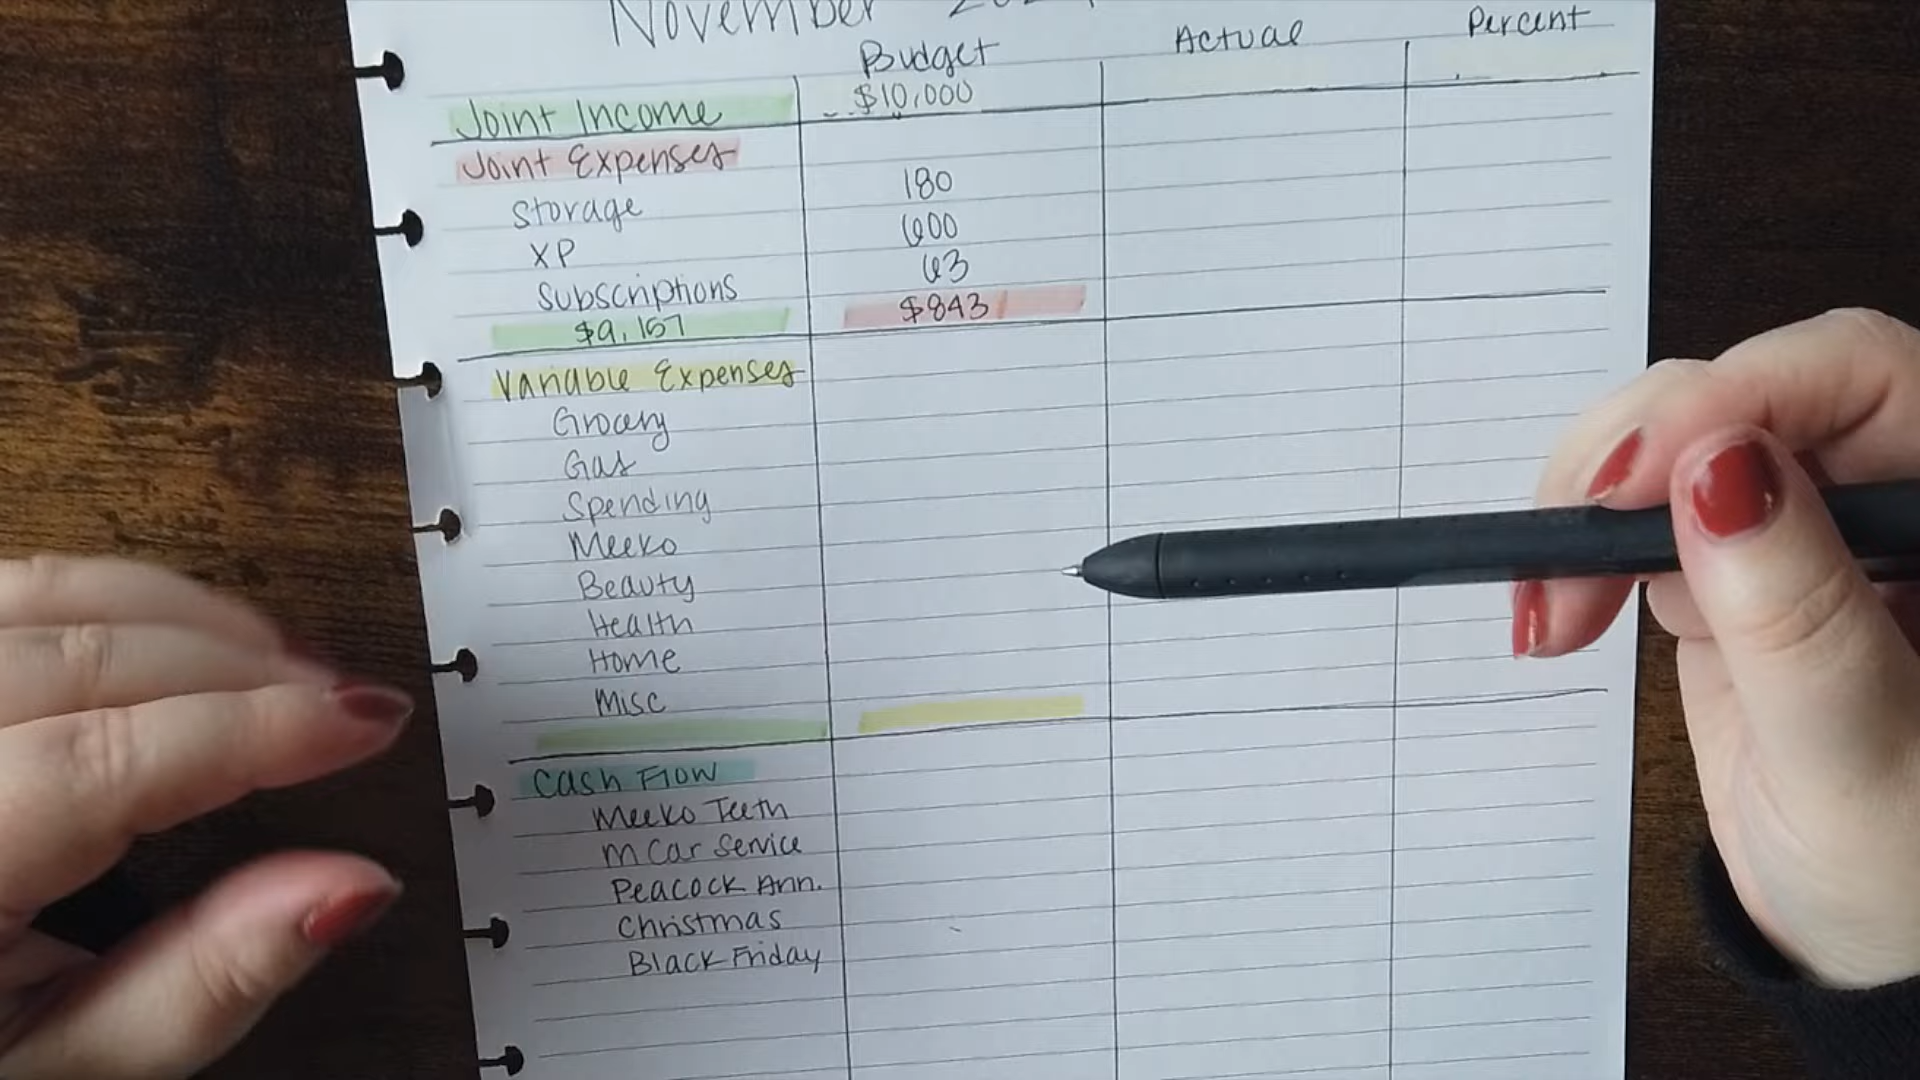 November
Budget Actual Percent
Joint Income $10,000
Joint Expenses
Storage 180
XP 600
Subscriptions 63
$9,157 $843
Variable Expenses
Grocery
Gas
Spending
Meeko
Beauty
Health
Home
Misc
Cash Flow
Meeko Teeth
M Car Service
Peacock Ann.
Christmas
Black Friday